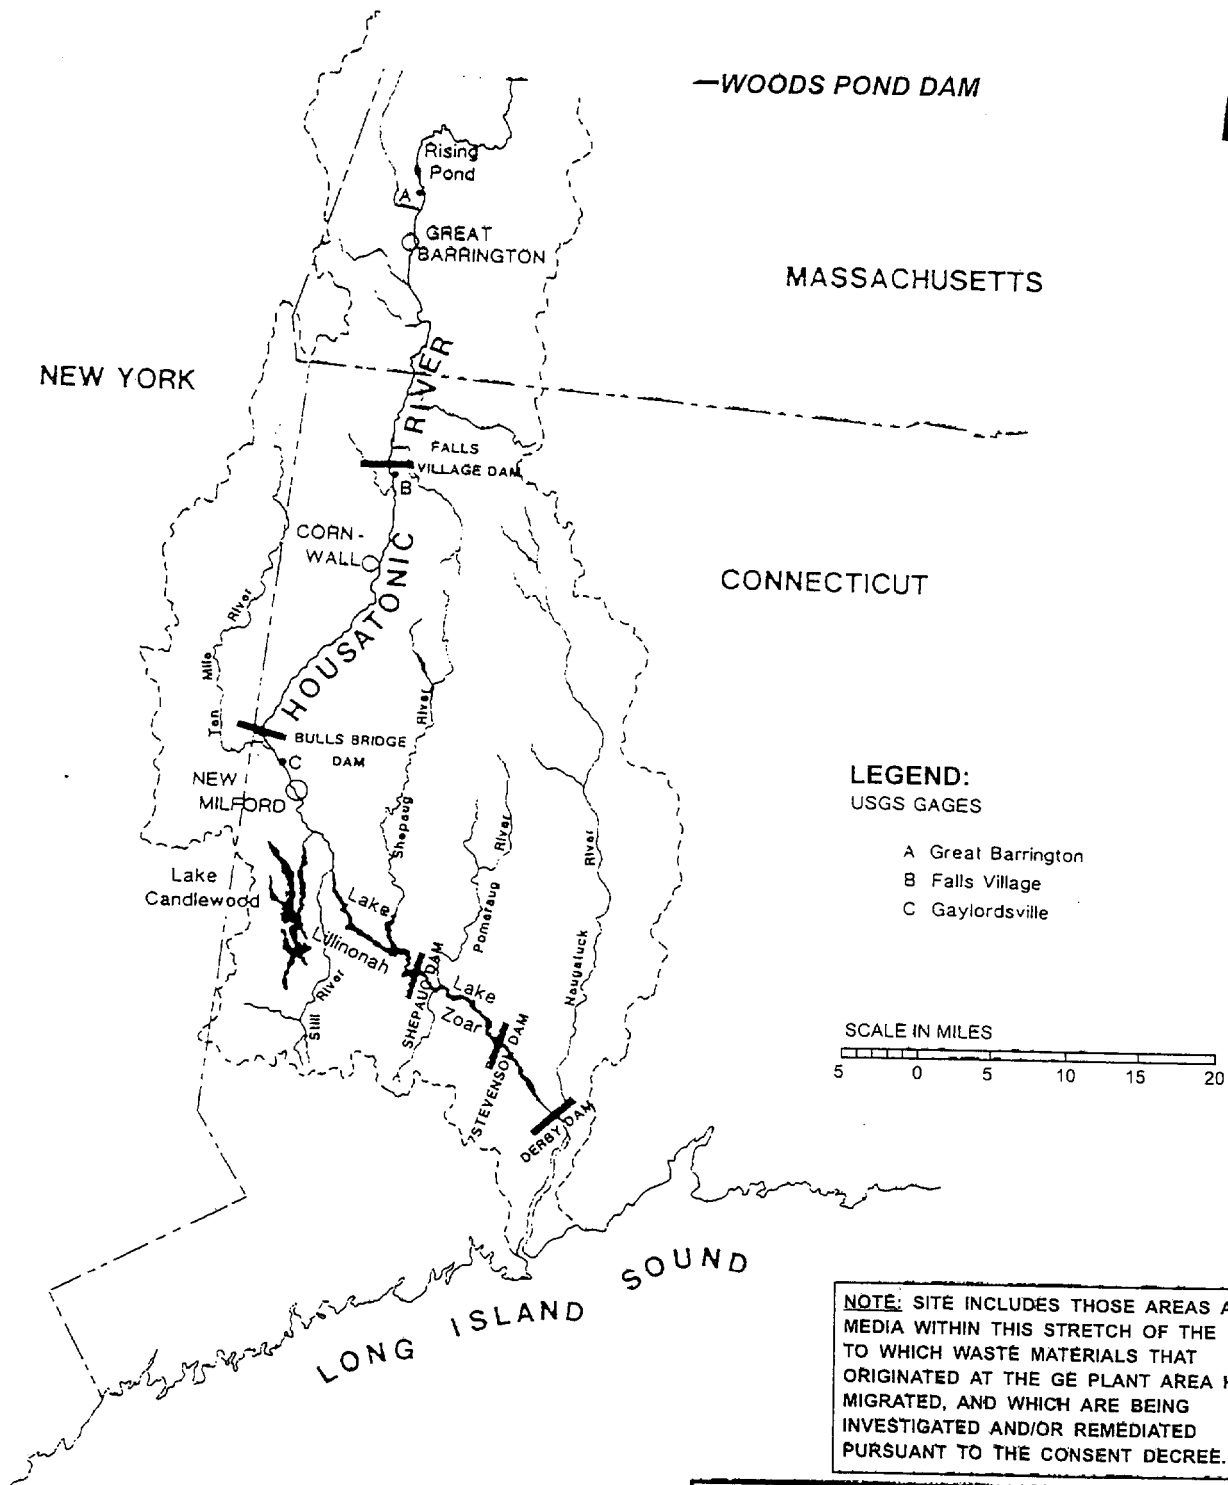 —WOODS POND DAM
Rising
Pond
A
GREAT
BARRINGTON
MASSACHUSETTS
NEW YORK
HOUSATONIC RIVER
FALLS
VILLAGE DAM
B
CORN-
WALL
CONNECTICUT
Ten Mile River
BULLS BRIDGE
DAM
C
NEW
MILFORD
Shepaug River
Pomeraug River
Naugatuck River
Lake
Candlewood
Lake
Lillinonah
Still River
SHEPAUG DAM
Lake
Zoar
STEVENSON DAM
DERBY DAM
LEGEND:
USGS GAGES
A Great Barrington
B Falls Village
C Gaylordsville
SCALE IN MILES
5 0 5 10 15 20
LONG ISLAND SOUND
NOTE: SITE INCLUDES THOSE AREAS
MEDIA WITHIN THIS STRETCH OF THE
TO WHICH WASTE MATERIALS THAT
ORIGINATED AT THE GE PLANT AREA
MIGRATED, AND WHICH ARE BEING
INVESTIGATED AND/OR REMEDIATED
PURSUANT TO THE CONSENT DECREE.